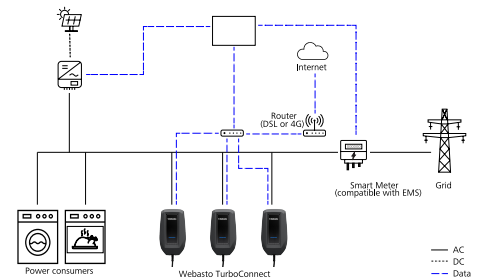 Internet
Router
(DSL or 4G)
Smart Meter
(compatible with EMS)
Grid
Power consumers
Webasto TurboConnect
AC
DC
Data